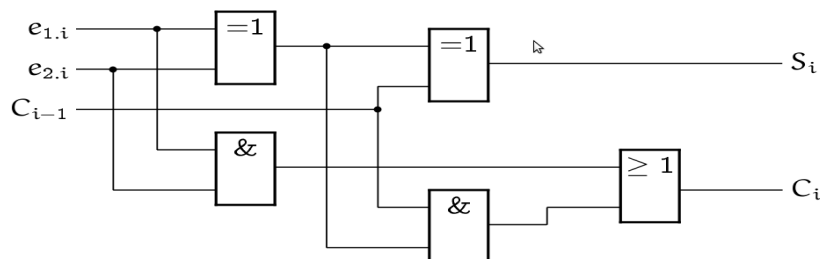 e₁.ᵢ
=1
=1
Sᵢ
e₂.ᵢ
Cᵢ₋₁
&
≥ 1
Cᵢ
&